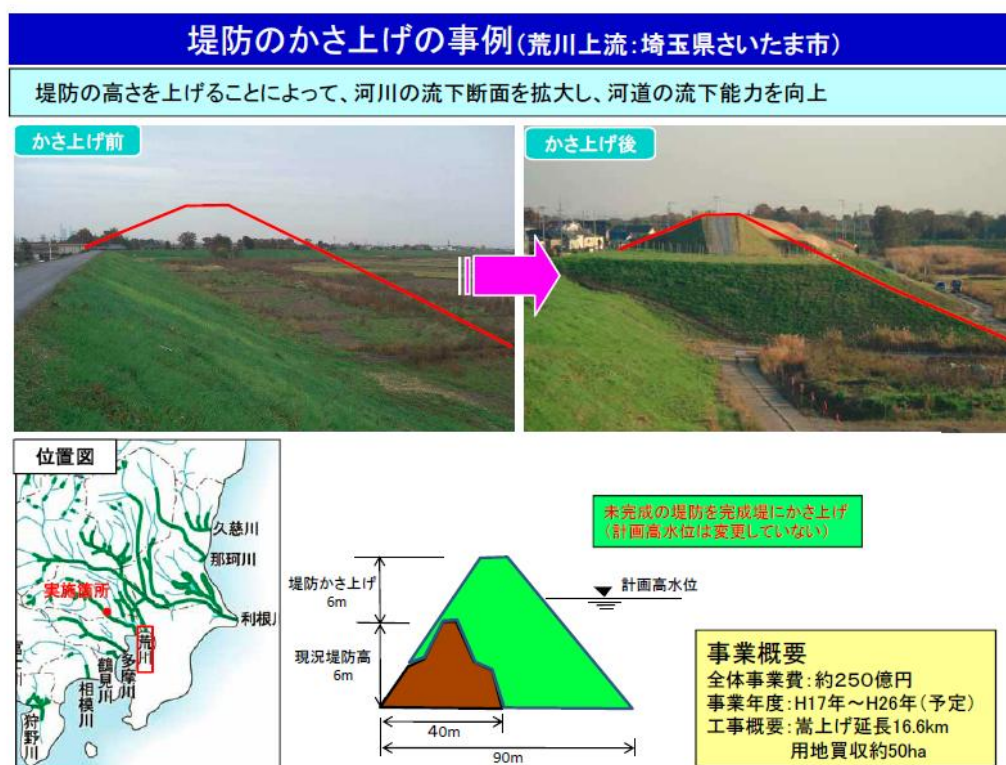 堤防のかさ上げの事例(荒川上流:埼玉県さいたま市)
堤防の高さを上げることによって、河川の流下断面を拡大し、河道の流下能力を向上
かさ上げ前
かさ上げ後
位置図
久慈川
那珂川
実施箇所
利根川
荒川
多摩川
鶴見川
相模川
狩野川
未完成の堤防を完成堤にかさ上げ
(計画高水位は変更していない)
計画高水位
堤防かさ上げ
6m
現況堤防高
6m
40m
90m
事業概要
全体事業費:約250億円
事業年度:H17年~H26年(予定)
工事概要:嵩上げ延長16.6km
用地買収約50ha